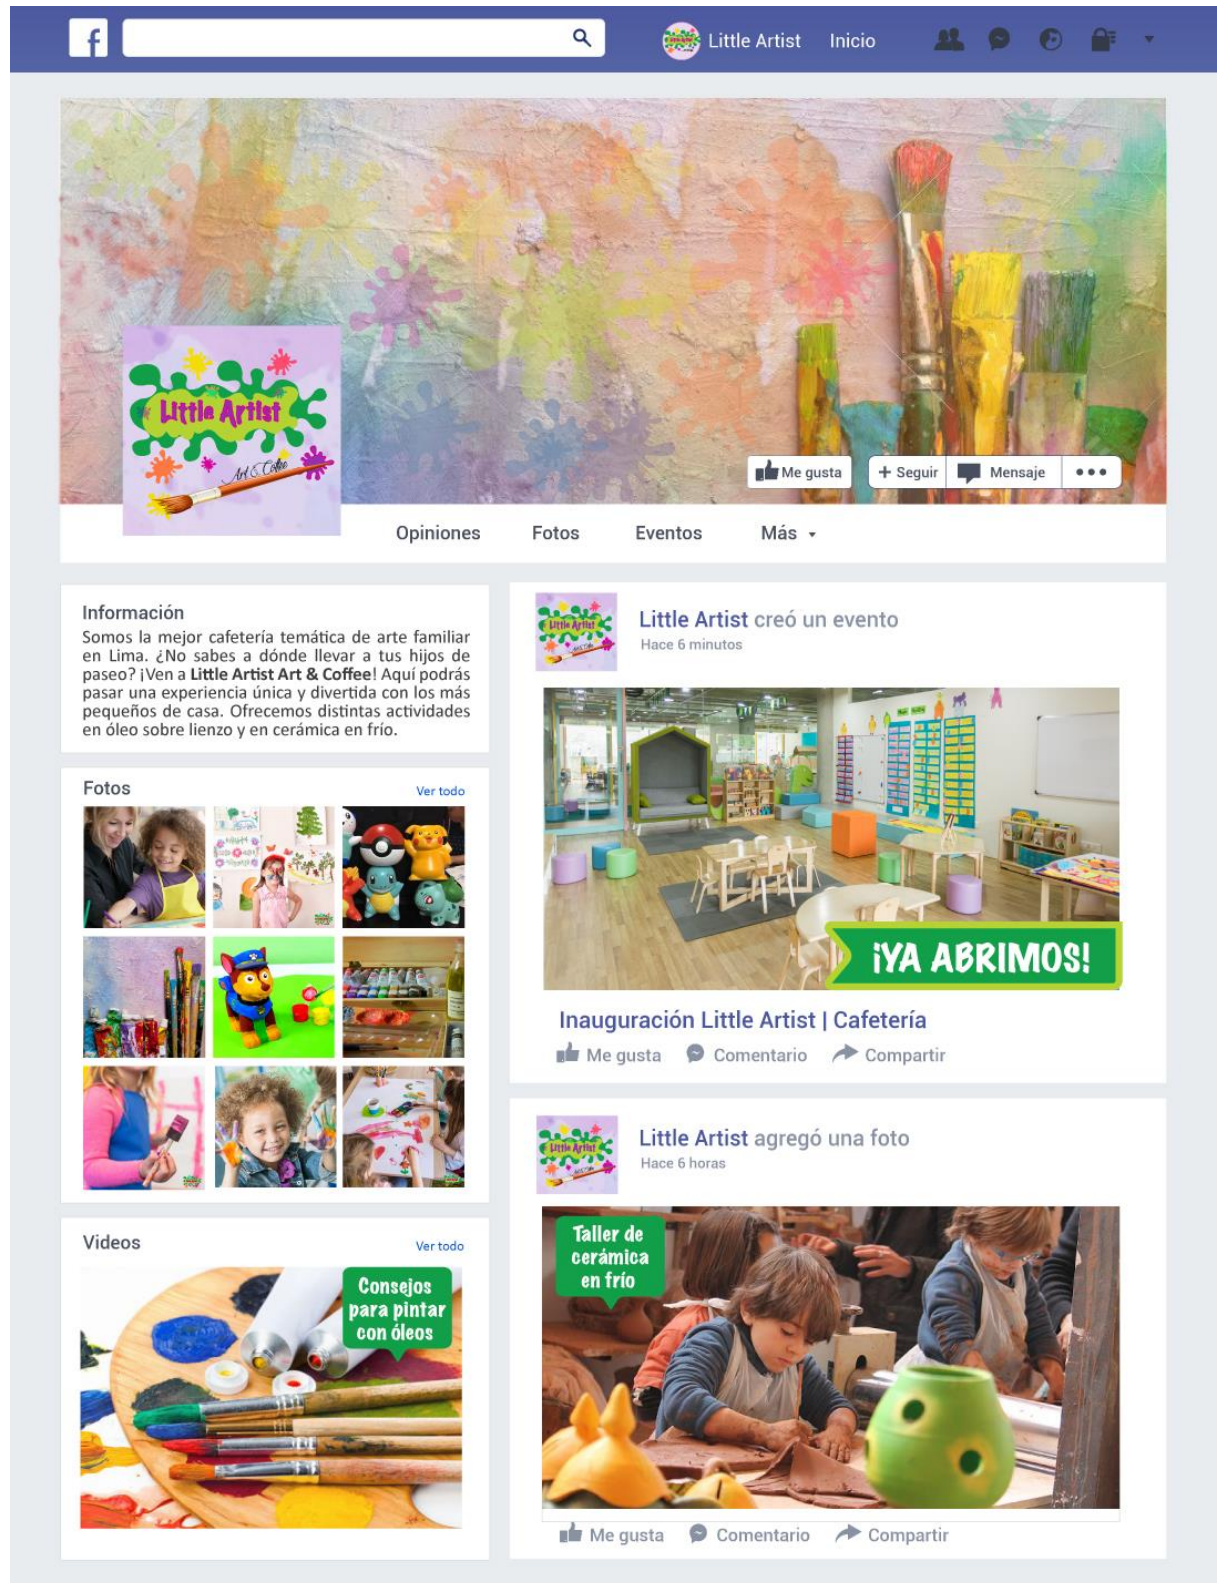 f
Little Artist
Inicio
Little Artist
Art & Coffee
Me gusta
+ Seguir
Mensaje
Opiniones
Fotos
Eventos
Más
Información
Somos la mejor cafetería temática de arte familiar
en Lima. ¿No sabes a dónde llevar a tus hijos de
paseo? ¡Ven a Little Artist Art & Coffee! Aquí podrás
pasar una experiencia única y divertida con los más
pequeños de casa. Ofrecemos distintas actividades
en óleo sobre lienzo y en cerámica en frío.
Fotos
Ver todo
Videos
Ver todo
Consejos
para pintar
con óleos
Little Artist
Little Artist creó un evento
Hace 6 minutos
¡YA ABRIMOS!
Inauguración Little Artist | Cafetería
Me gusta
Comentario
Compartir
Little Artist
Little Artist agregó una foto
Hace 6 horas
Taller de
cerámica
en frío
Me gusta
Comentario
Compartir